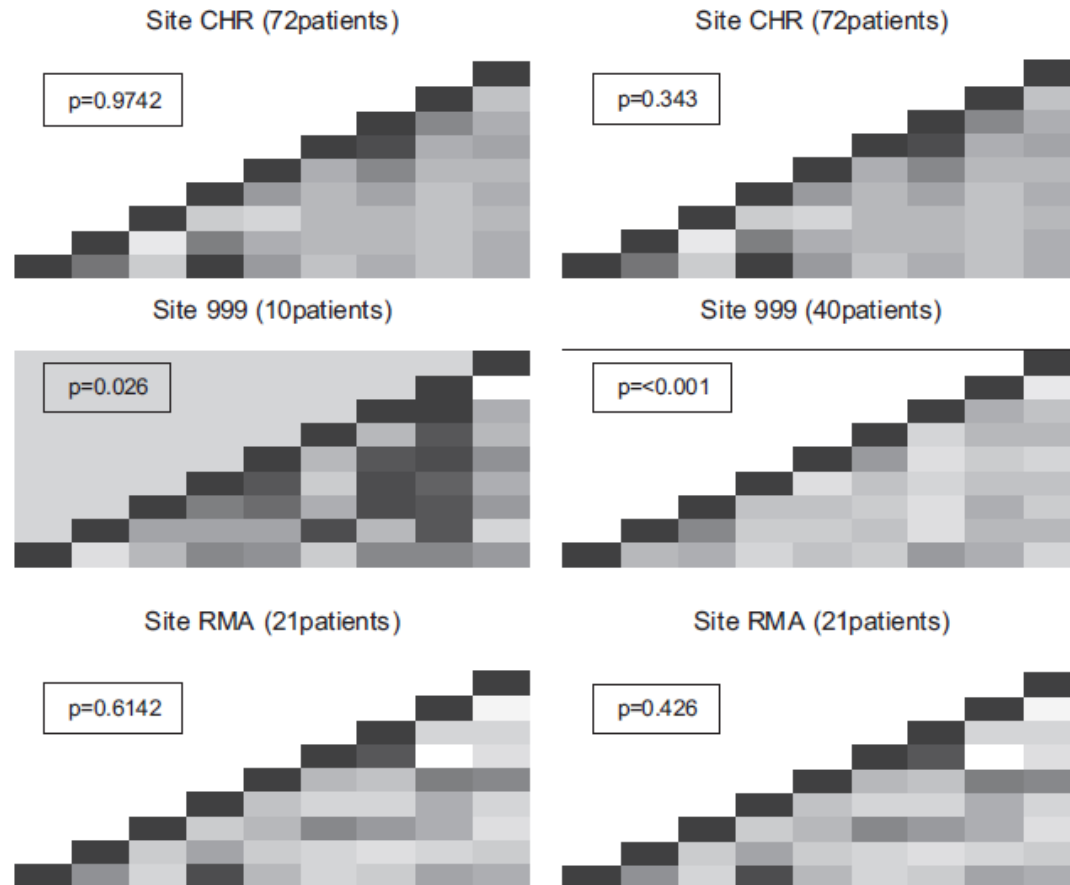 Site CHR (72patients)
Site CHR (72patients)
p=0.9742
p=0.343
Site 999 (10patients)
Site 999 (40patients)
p=0.026
p=<0.001
Site RMA (21patients)
Site RMA (21patients)
p=0.6142
p=0.426